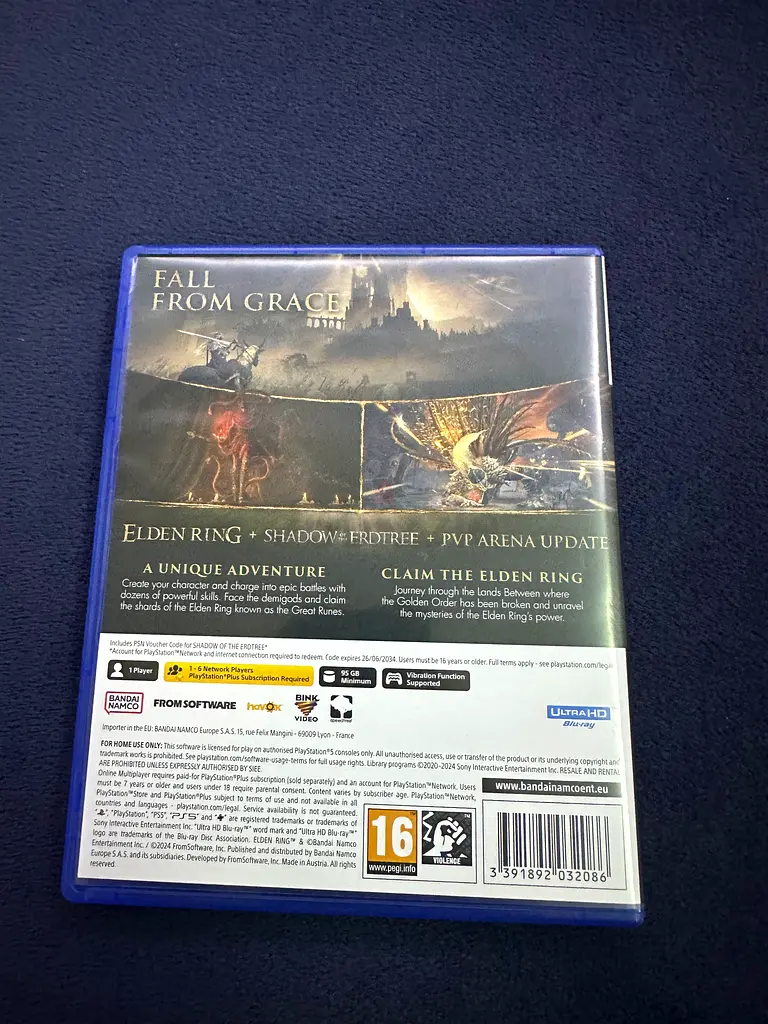 FALL
FROM GRACE
ELDEN RING + SHADOW OF THE ERDTREE + PVP ARENA UPDATE
A UNIQUE ADVENTURE
Create your character and charge into epic battles with
dozens of powerful skills. Face the demigods and claim
the shards of the Elden Ring known as the Great Runes.
CLAIM THE ELDEN RING
Journey through the Lands Between where
the Golden Order has been broken and unravel
the mysteries of the Elden Ring's power.
Includes PSN Voucher Code for SHADOW OF THE ERDTREE*
*Account for PlayStation™Network and internet connection required to redeem. Code expires 26/06/2034. Users must be 16 years or older. Full terms apply - see playstation.com/legal
1 Player
1 - 6 Network Players
PlayStation®Plus Subscription Required
95 GB
Minimum
Vibration Function
Supported
BANDAI
NAMCO
FROMSOFTWARE
havok
BINK
VIDEO
speedtree
ULTRA HD
Blu-ray™
Importer in the EU: BANDAI NAMCO Europe S.A.S. 15, rue Felix Mangini - 69009 Lyon - France
FOR HOME USE ONLY: This software is licensed for play on authorised PlayStation®5 consoles only. All unauthorised access, use or transfer of the product or its underlying copyright and
trademark works is prohibited. See playstation.com/software-usage-terms for full usage rights. Library programs ©2020-2024 Sony Interactive Entertainment Inc. RESALE AND RENTAL
ARE PROHIBITED UNLESS EXPRESSLY AUTHORISED BY SIEE.
Online Multiplayer requires paid-for PlayStation®Plus subscription (sold separately) and an account for PlayStation™Network. Users
must be 7 years or older and users under 18 require parental consent. Content varies by subscriber age. PlayStation™Network,
PlayStation™Store and PlayStation®Plus subject to terms of use and not available in all
countries and languages - playstation.com/legal. Service availability is not guaranteed.
"PlayStation", "PS5", "PS5" and are registered trademarks or trademarks of
Sony Interactive Entertainment Inc. "Ultra HD Blu-ray™" word mark and "Ultra HD Blu-ray™"
logo are trademarks of the Blu-ray Disc Association. ELDEN RING™ & ©Bandai Namco
Entertainment Inc. / ©2024 FromSoftware, Inc. Published and distributed by Bandai Namco
Europe S.A.S. and its subsidiaries. Developed by FromSoftware, Inc. Made in Austria. All rights
reserved.
16
www.pegi.info
VIOLENCE
www.bandainamcoent.eu
3 391892 032086